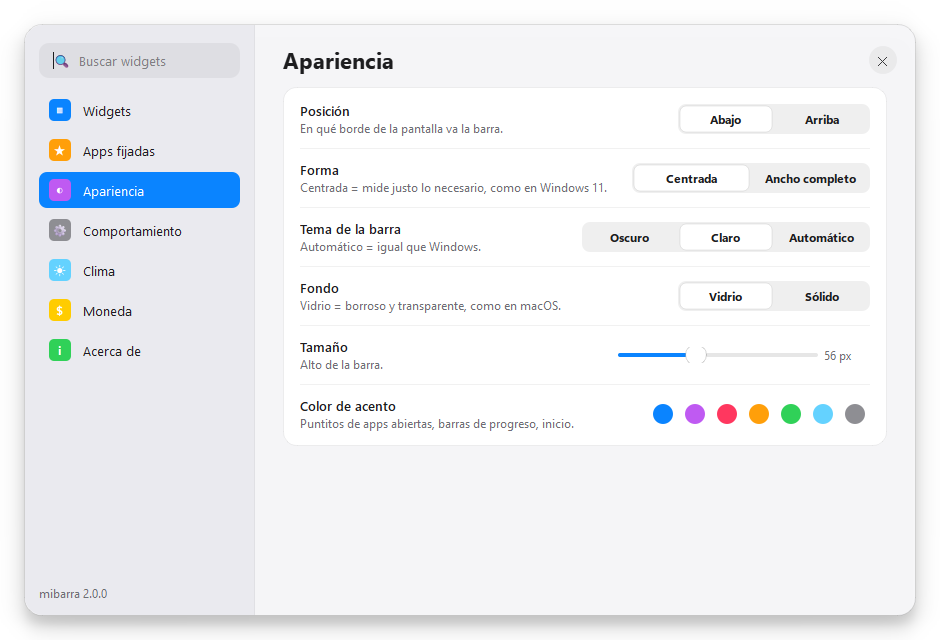 Buscar widgets
Widgets
Apps fijadas
Apariencia
Comportamiento
Clima
$ Moneda
i Acerca de
mibarra 2.0.0
Apariencia
Posición
En qué borde de la pantalla va la barra.
Abajo Arriba
Forma
Centrada = mide justo lo necesario, como en Windows 11.
Centrada Ancho completo
Tema de la barra
Automático = igual que Windows.
Oscuro Claro Automático
Fondo
Vidrio = borroso y transparente, como en macOS.
Vidrio Sólido
Tamaño
Alto de la barra.
56 px
Color de acento
Puntitos de apps abiertas, barras de progreso, inicio.